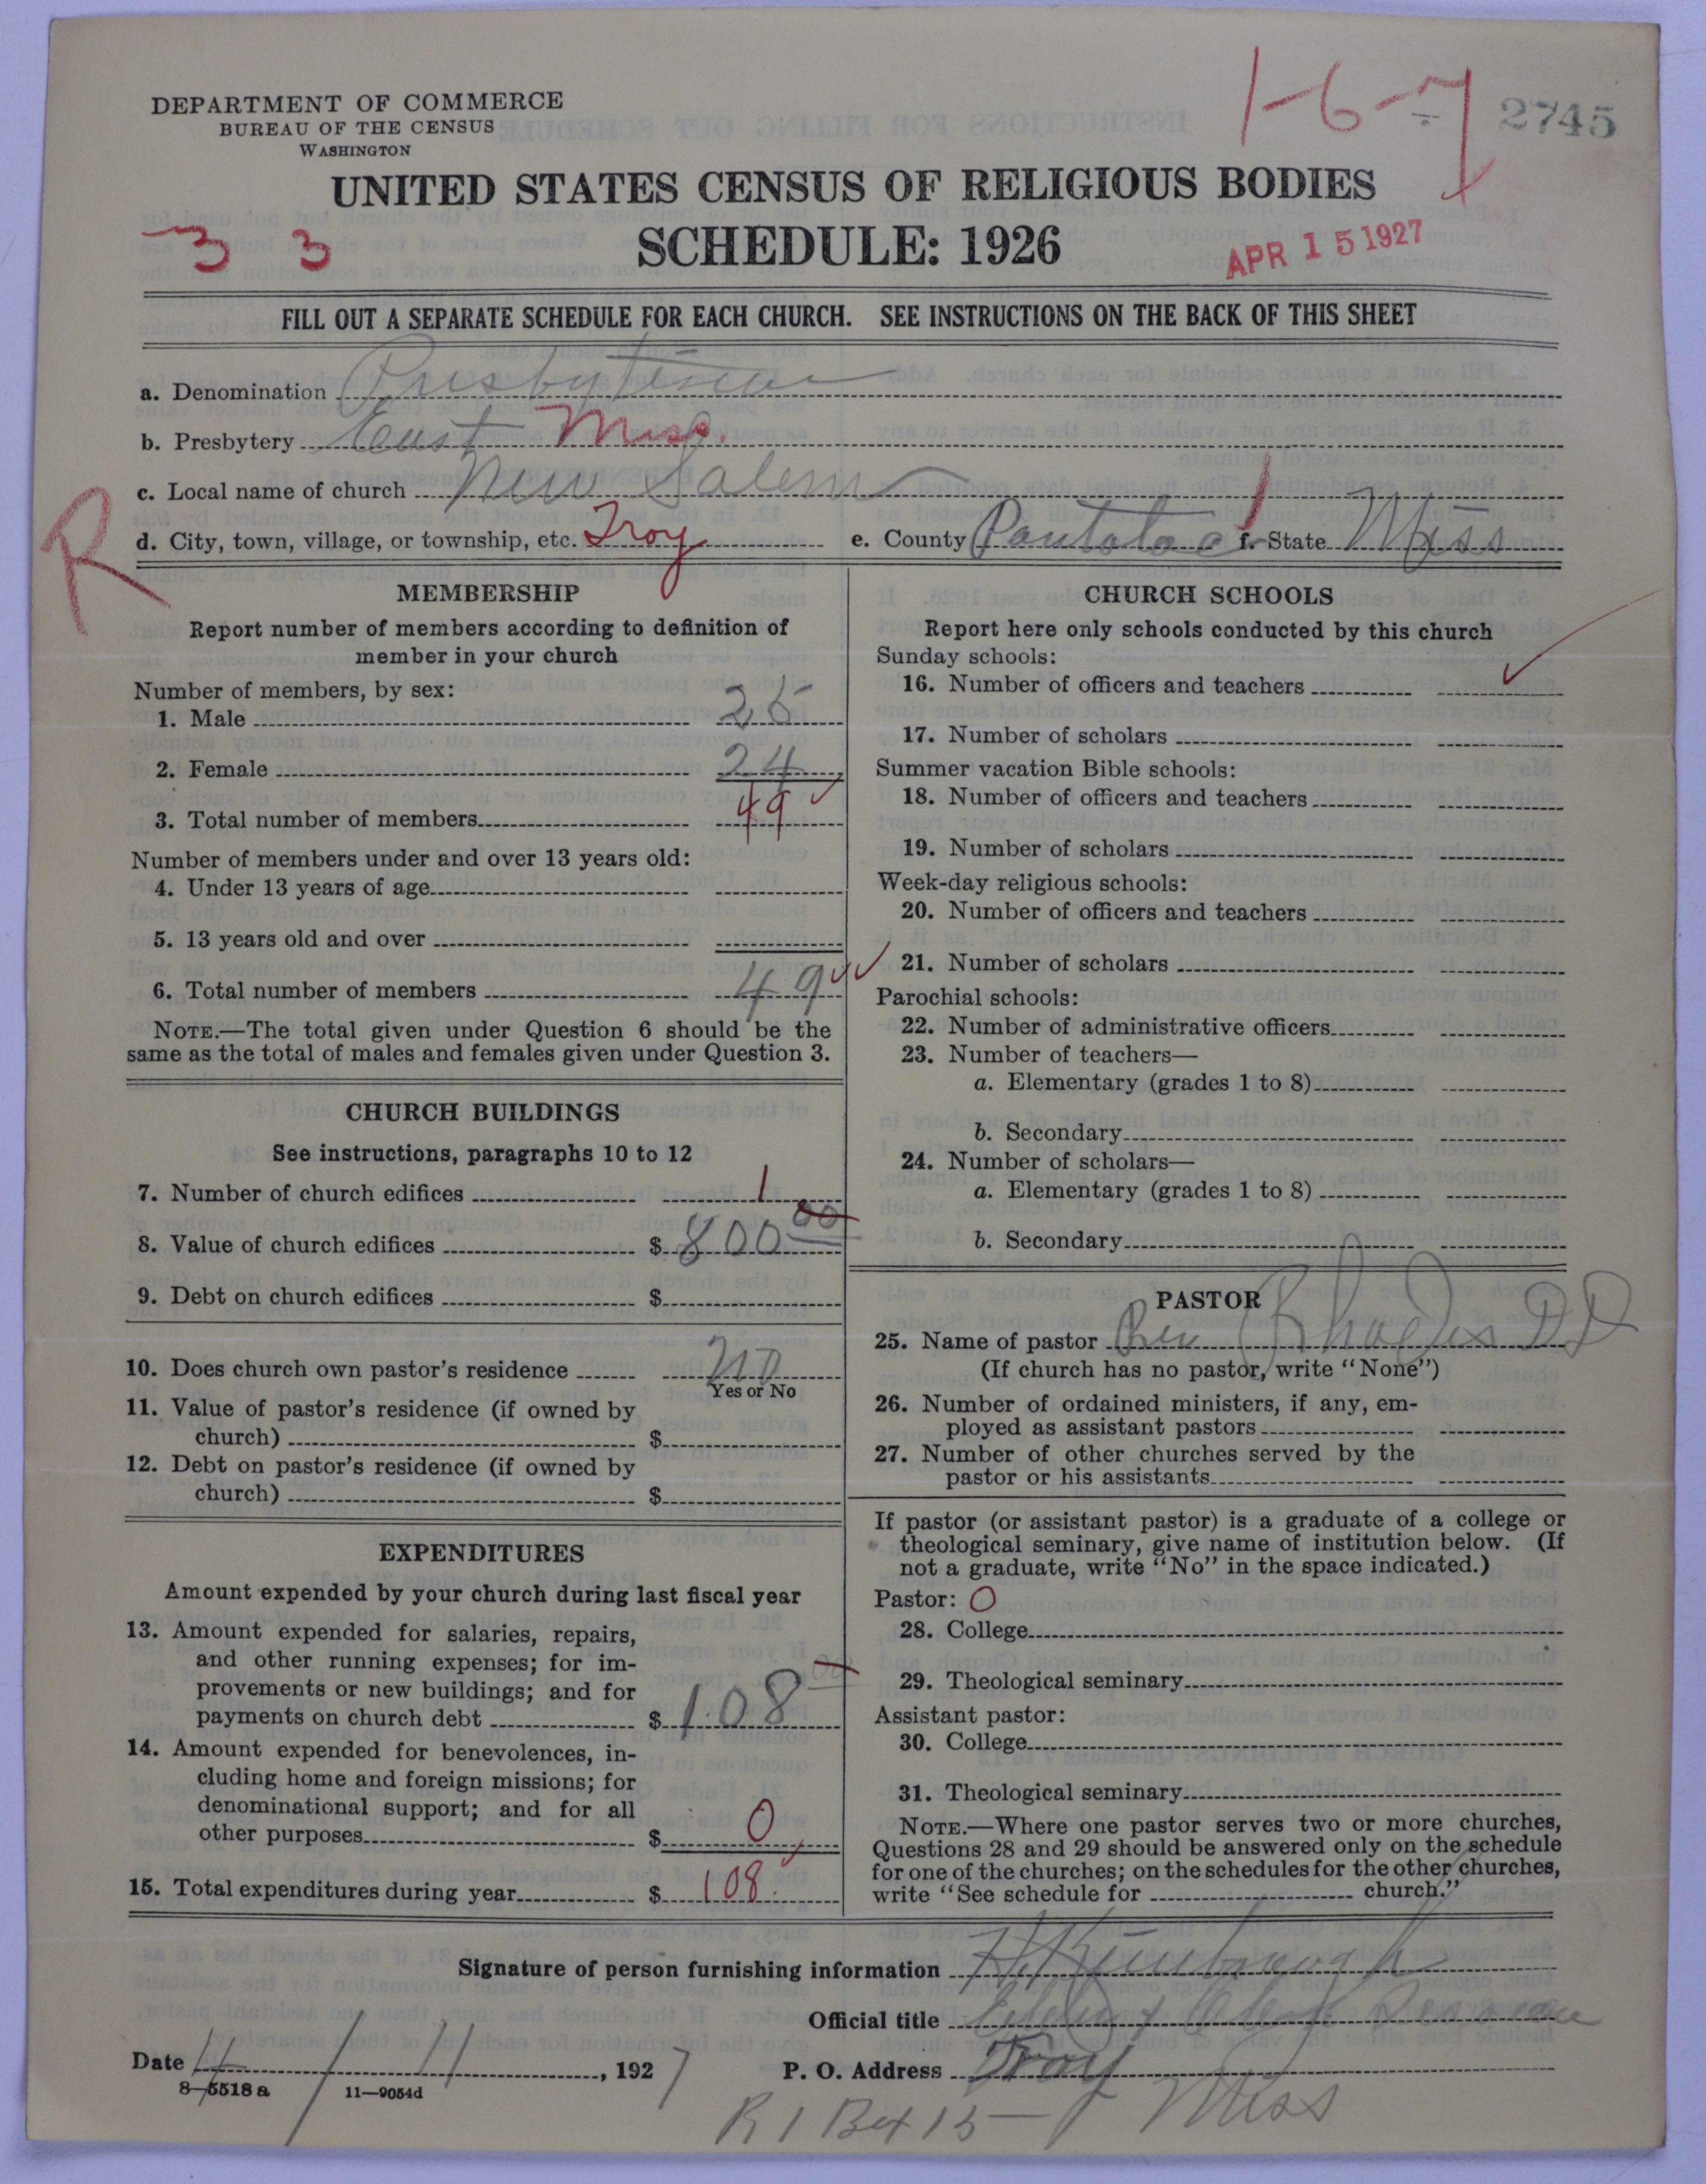 DEPARTMENT OF COMMERCE
BUREAU OF THE CENSUS
WASHINGTON
1-6-7
2745
UNITED STATES CENSUS OF RELIGIOUS BODIES
3 3
SCHEDULE: 1926
APR 15 1927
FILL OUT A SEPARATE SCHEDULE FOR EACH CHURCH. SEE INSTRUCTIONS ON THE BACK OF THIS SHEET
a. Denomination Presbyterian
b. Presbytery East Miss.
c. Local name of church New Salem
R
d. City, town, village, or township, etc. Troy e. County Pontotoc f. State Miss
MEMBERSHIP
Report number of members according to definition of
member in your church
Number of members, by sex:
1. Male 25
2. Female 24
3. Total number of members 49
Number of members under and over 13 years old:
4. Under 13 years of age
5. 13 years old and over
6. Total number of members 49
NOTE.—The total given under Question 6 should be the
same as the total of males and females given under Question 3.
CHURCH BUILDINGS
See instructions, paragraphs 10 to 12
7. Number of church edifices 1
8. Value of church edifices $ 800 00
9. Debt on church edifices $
10. Does church own pastor's residence no
Yes or No
11. Value of pastor's residence (if owned by
church) $
12. Debt on pastor's residence (if owned by
church) $
EXPENDITURES
Amount expended by your church during last fiscal year
13. Amount expended for salaries, repairs,
and other running expenses; for im-
provements or new buildings; and for
payments on church debt $ 108 00
14. Amount expended for benevolences, in-
cluding home and foreign missions; for
denominational support; and for all
other purposes $ 0
15. Total expenditures during year $ 108
CHURCH SCHOOLS
Report here only schools conducted by this church
Sunday schools:
16. Number of officers and teachers
17. Number of scholars
Summer vacation Bible schools:
18. Number of officers and teachers
19. Number of scholars
Week-day religious schools:
20. Number of officers and teachers
21. Number of scholars
Parochial schools:
22. Number of administrative officers
23. Number of teachers—
a. Elementary (grades 1 to 8)
b. Secondary
24. Number of scholars—
a. Elementary (grades 1 to 8)
b. Secondary
PASTOR
25. Name of pastor Rev Rhodes DD
(If church has no pastor, write "None")
26. Number of ordained ministers, if any, em-
ployed as assistant pastors
27. Number of other churches served by the
pastor or his assistants
If pastor (or assistant pastor) is a graduate of a college or
theological seminary, give name of institution below. (If
not a graduate, write "No" in the space indicated.)
Pastor: O
28. College
29. Theological seminary
Assistant pastor:
30. College
31. Theological seminary
NOTE.—Where one pastor serves two or more churches,
Questions 28 and 29 should be answered only on the schedule
for one of the churches; on the schedules for the other churches,
write "See schedule for church."
Signature of person furnishing information Kimbrough
Official title Elder & Clerk
Date 4/11, 1927 P. O. Address Troy
8-5518 a 11-9054d
R 1 Box 15 Miss